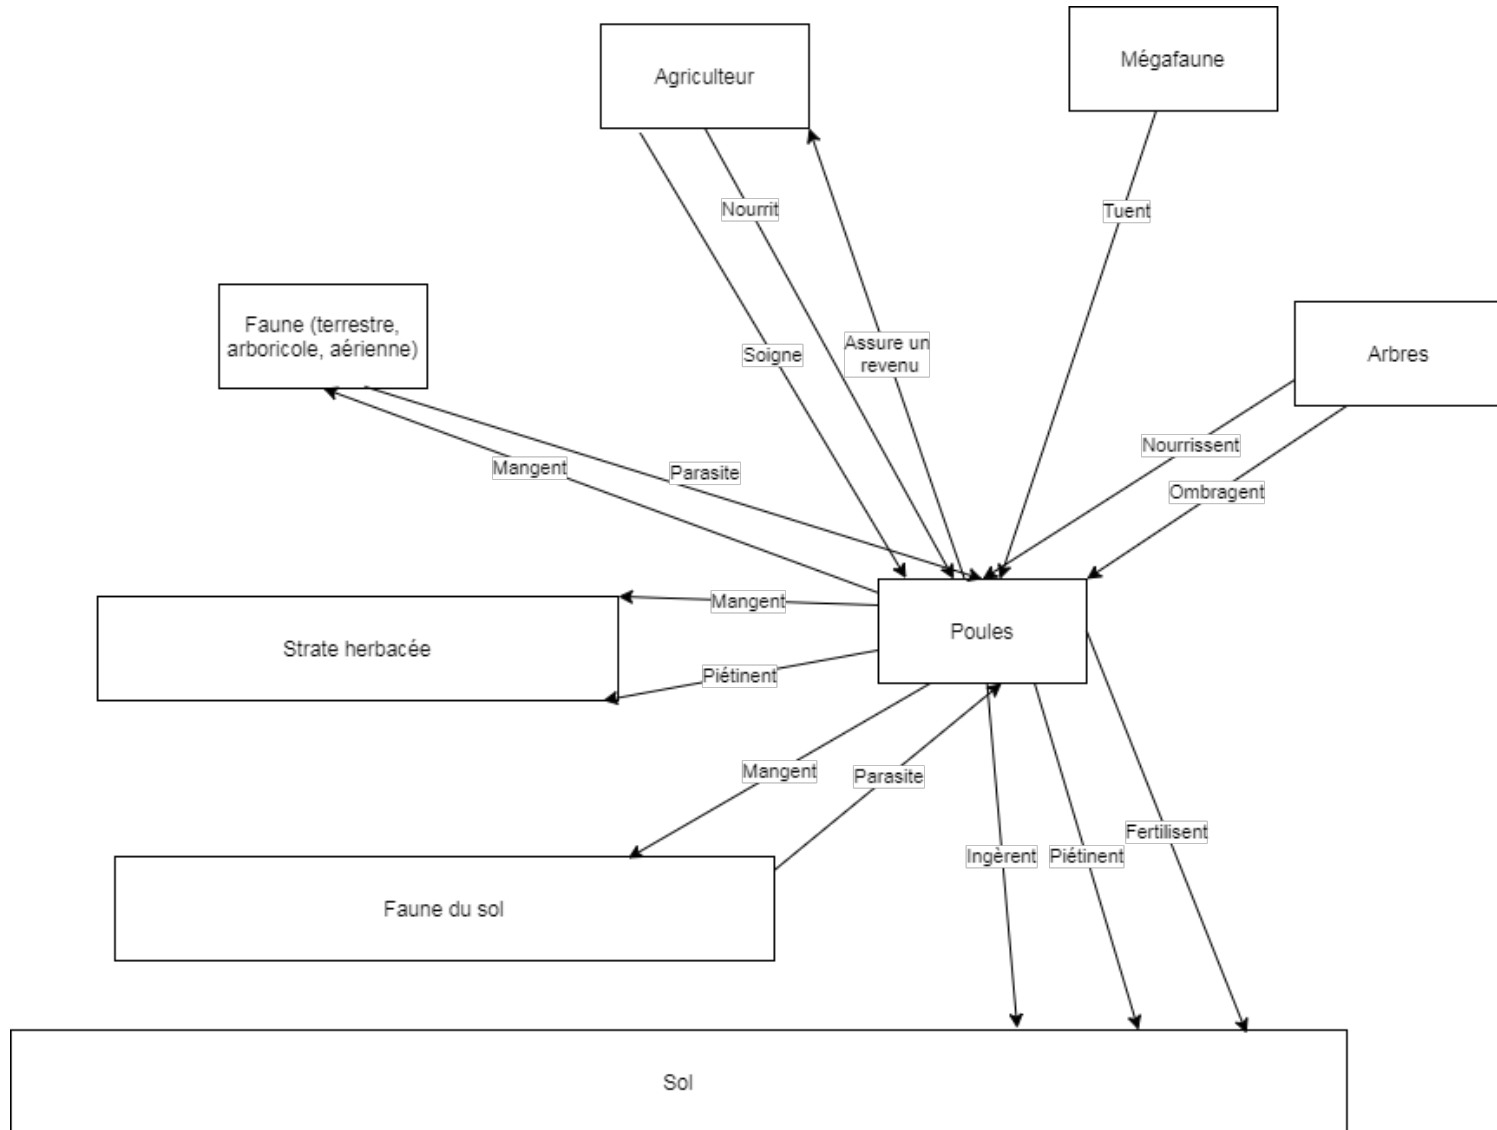 Agriculteur
Mégafaune
Nourrit
Tuent
Faune (terrestre,
arboricole, aérienne)
Soigne
Assure un
revenu
Arbres
Nourrissent
Mangent
Parasite
Ombragent
Mangent
Poules
Strate herbacée
Piétinent
Mangent
Parasite
Fertilisent
Ingèrent
Piétinent
Faune du sol
Sol